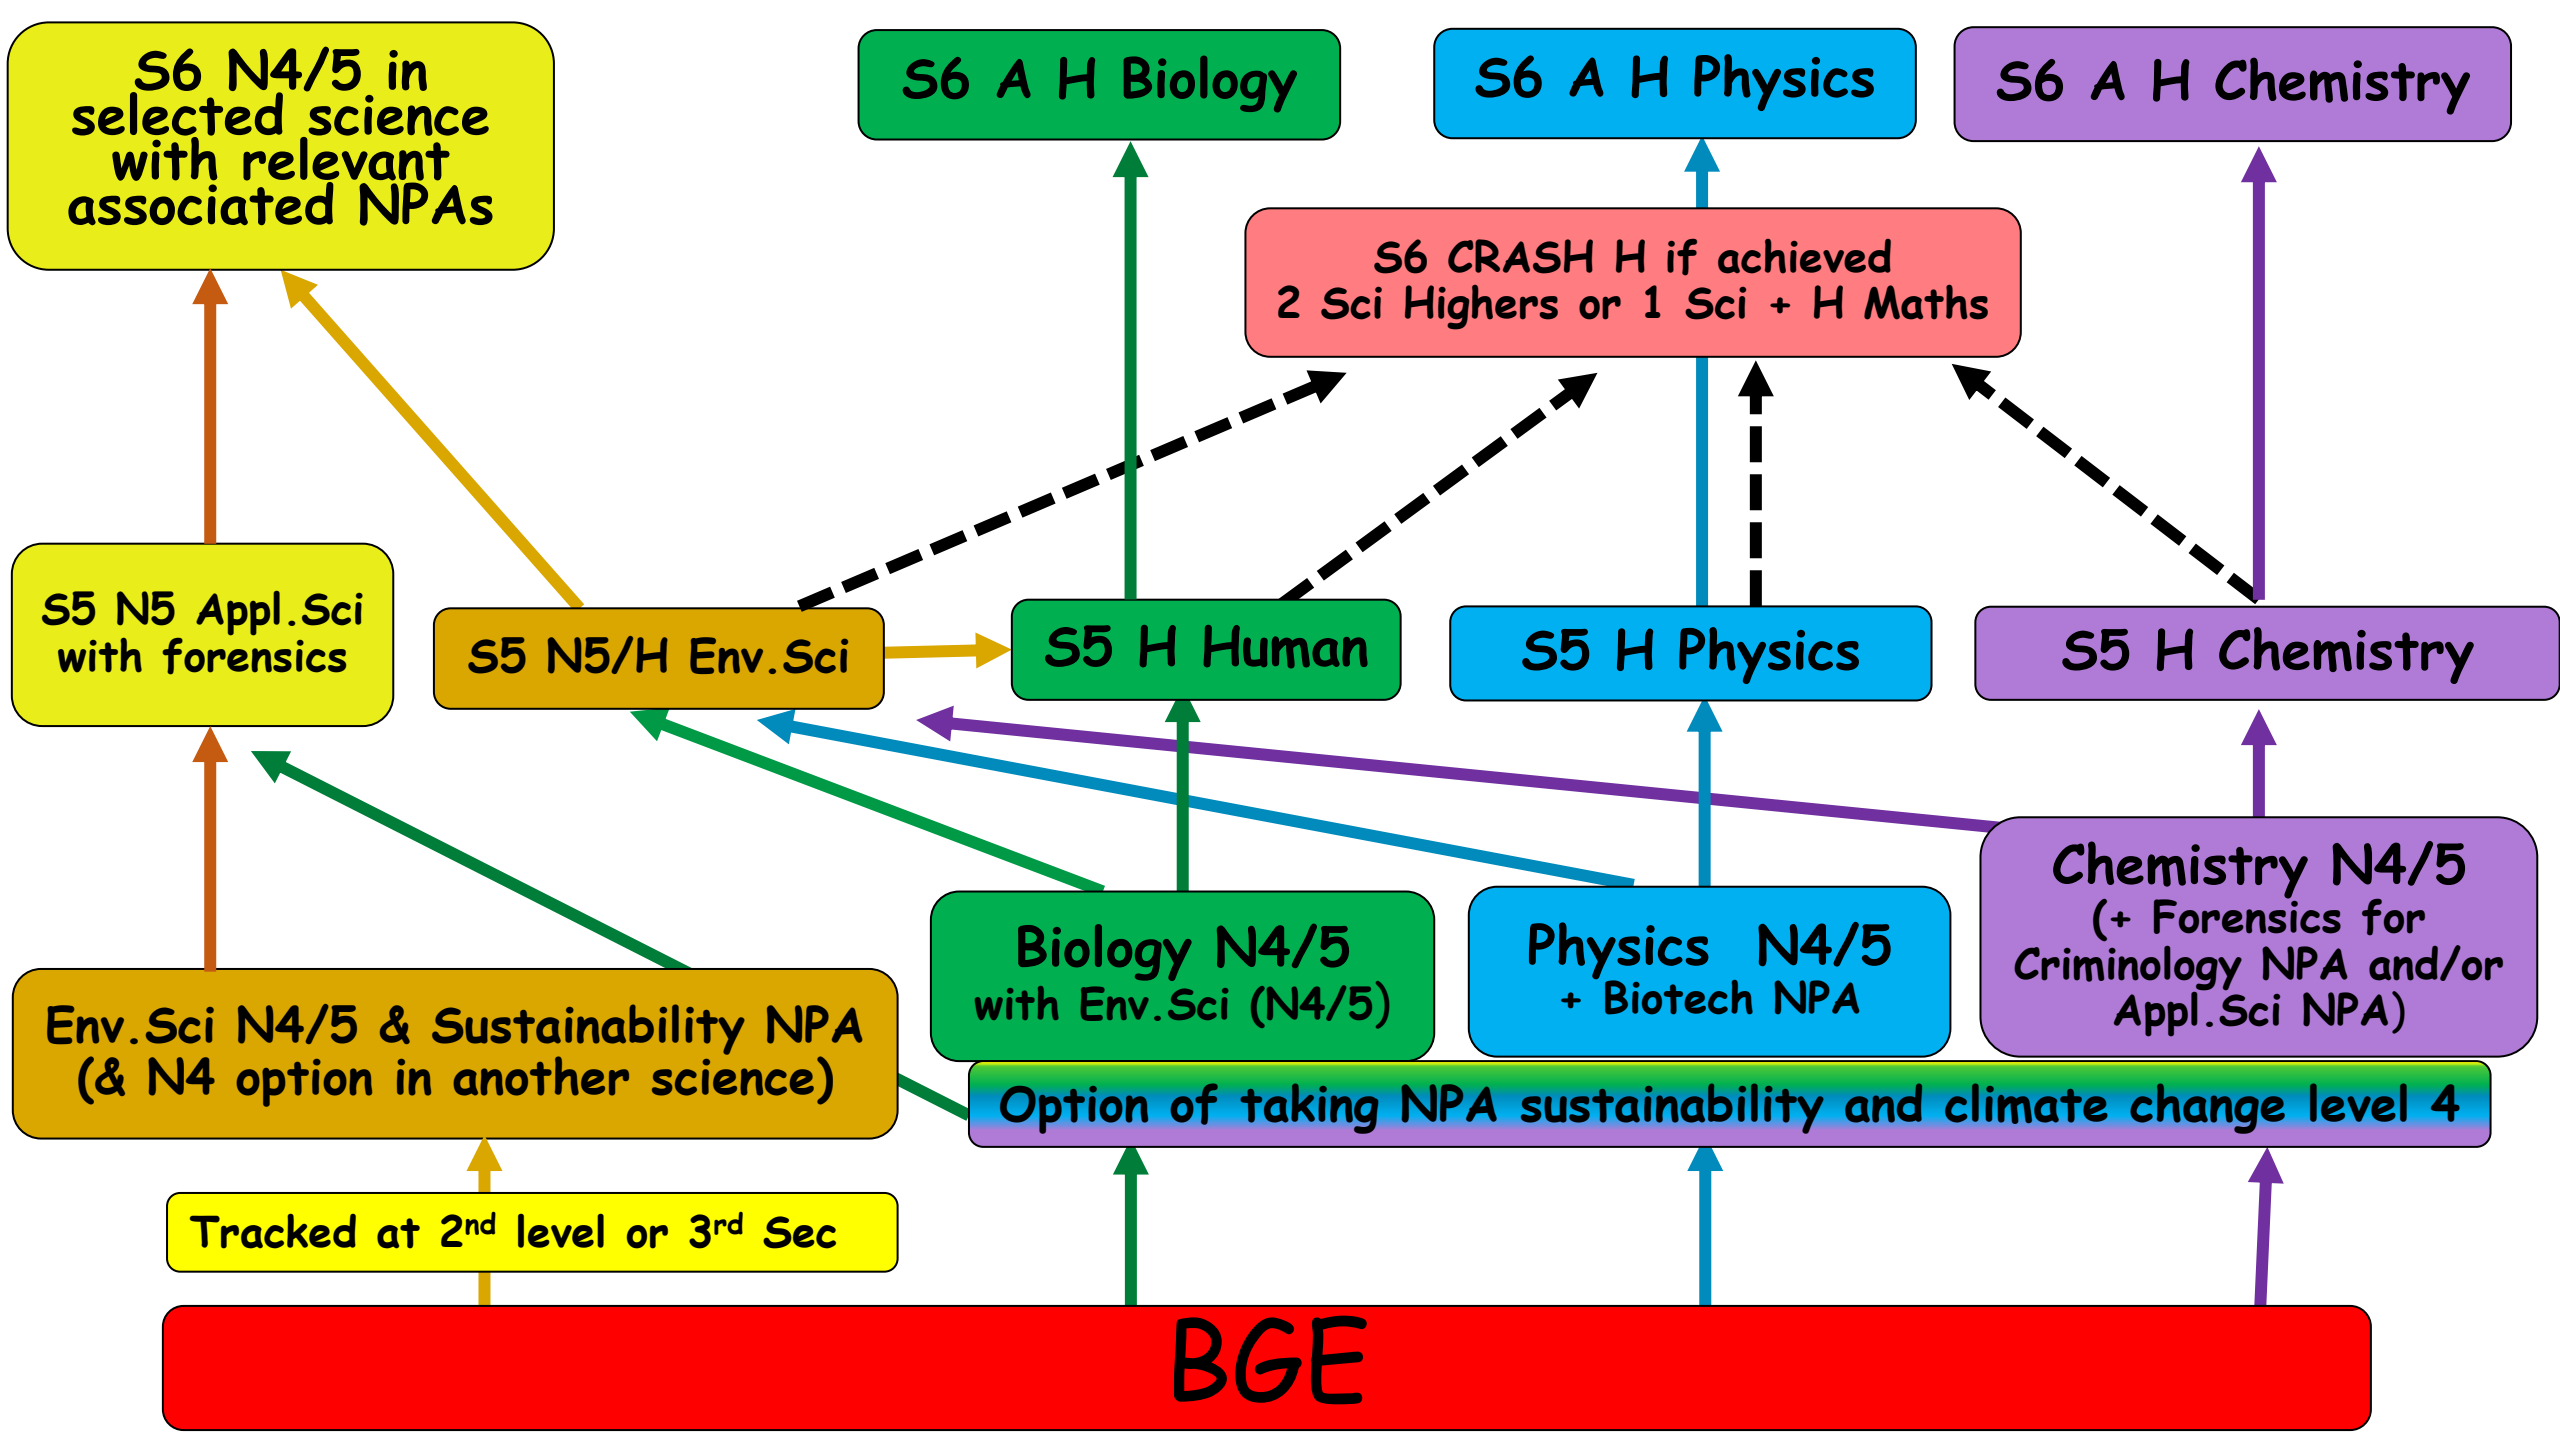 S6 N4/5 in
selected science
with relevant
associated NPAs
S6 A H Biology
S6 A H Physics
S6 A H Chemistry
S6 CRASH H if achieved
2 Sci Highers or 1 Sci + H Maths
S5 N5 Appl.Sci
with forensics
S5 N5/H Env.Sci
S5 H Human
S5 H Physics
S5 H Chemistry
Env.Sci N4/5 & Sustainability NPA
(& N4 option in another science)
Biology N4/5
with Env.Sci (N4/5)
Physics N4/5
+ Biotech NPA
Chemistry N4/5
(+ Forensics for
Criminology NPA and/or
Appl.Sci NPA)
Option of taking NPA sustainability and climate change level 4
Tracked at 2nd level or 3rd Sec
BGE